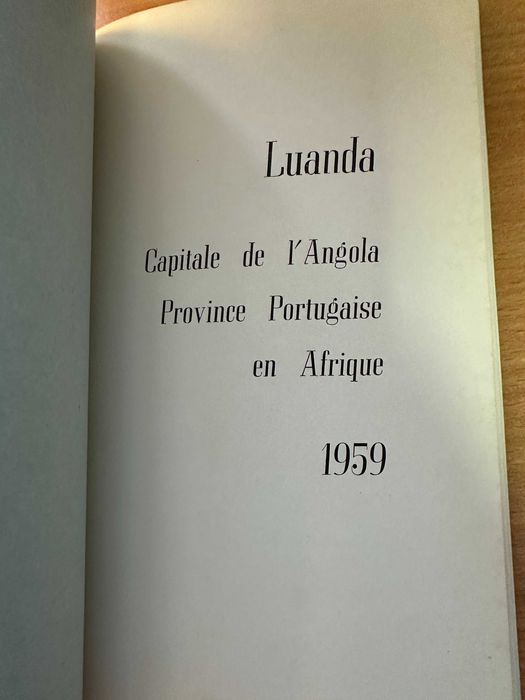 Luanda
Capitale de l'Angola
Province Portugaise
en Afrique
1959